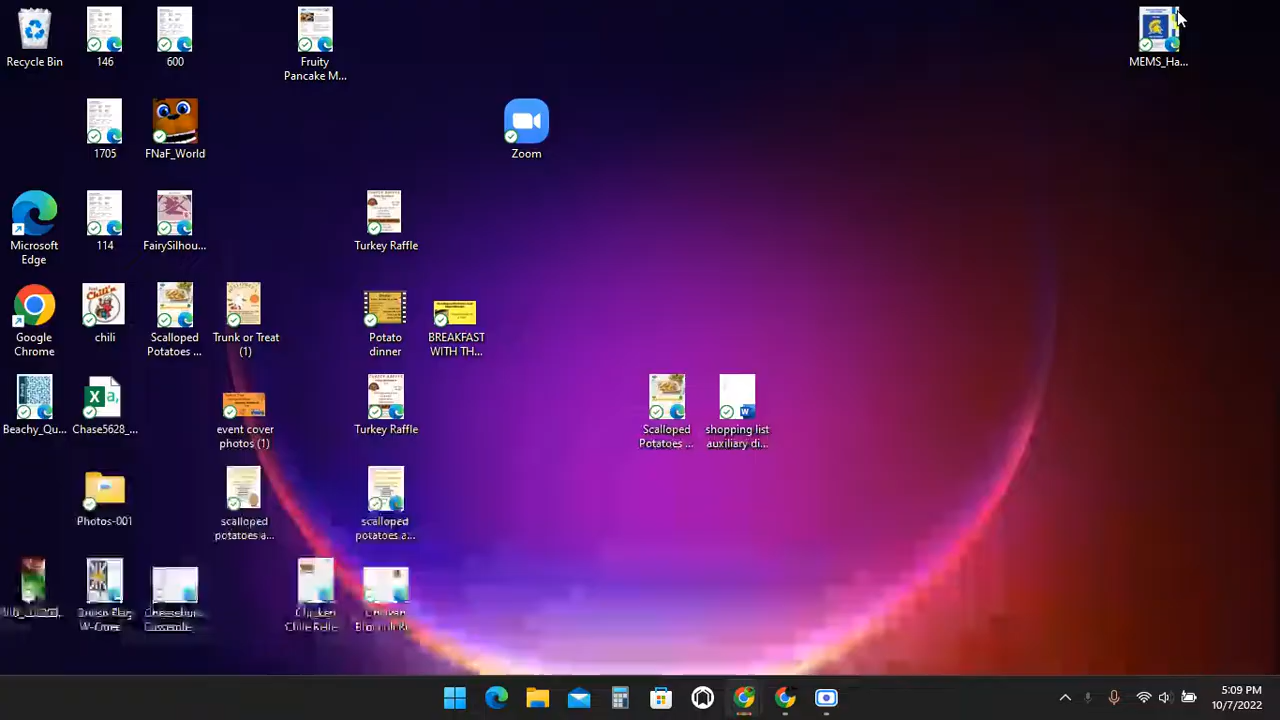 Recycle Bin
146
600
Fruity
Pancake M...
MEMS_Ha...
1705
FNaF_World
Zoom
Microsoft
Edge
114
FairySilhou...
Turkey Raffle
Google
Chrome
chili
Scalloped
Potatoes ...
Trunk or Treat
(1)
Potato
dinner
BREAKFAST
WITH TH...
Beachy_Qu...
Chase5628_...
event cover
photos (1)
Turkey Raffle
Scalloped
Potatoes ...
shopping list
auxiliary di...
Photos-001
scalloped
potatoes a...
scalloped
potatoes a...
5:09 PM
10/7/2022